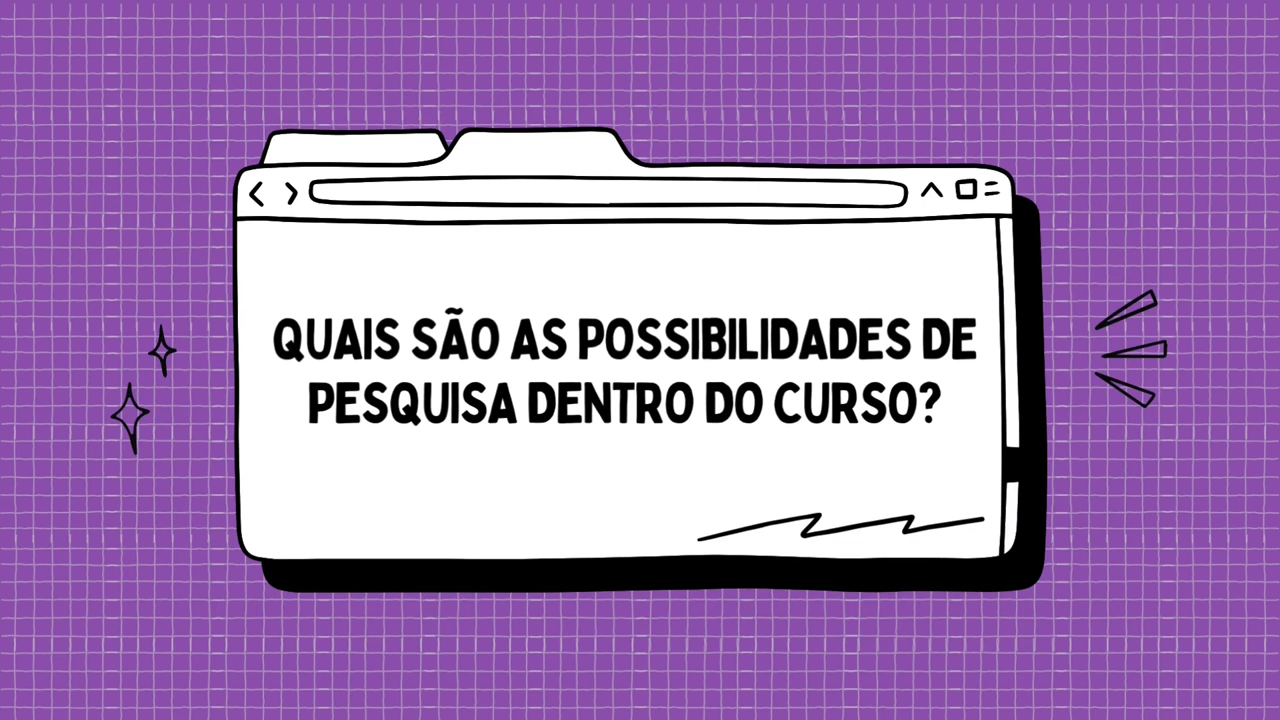 QUAIS SÃO AS POSSIBILIDADES DE
PESQUISA DENTRO DO CURSO?